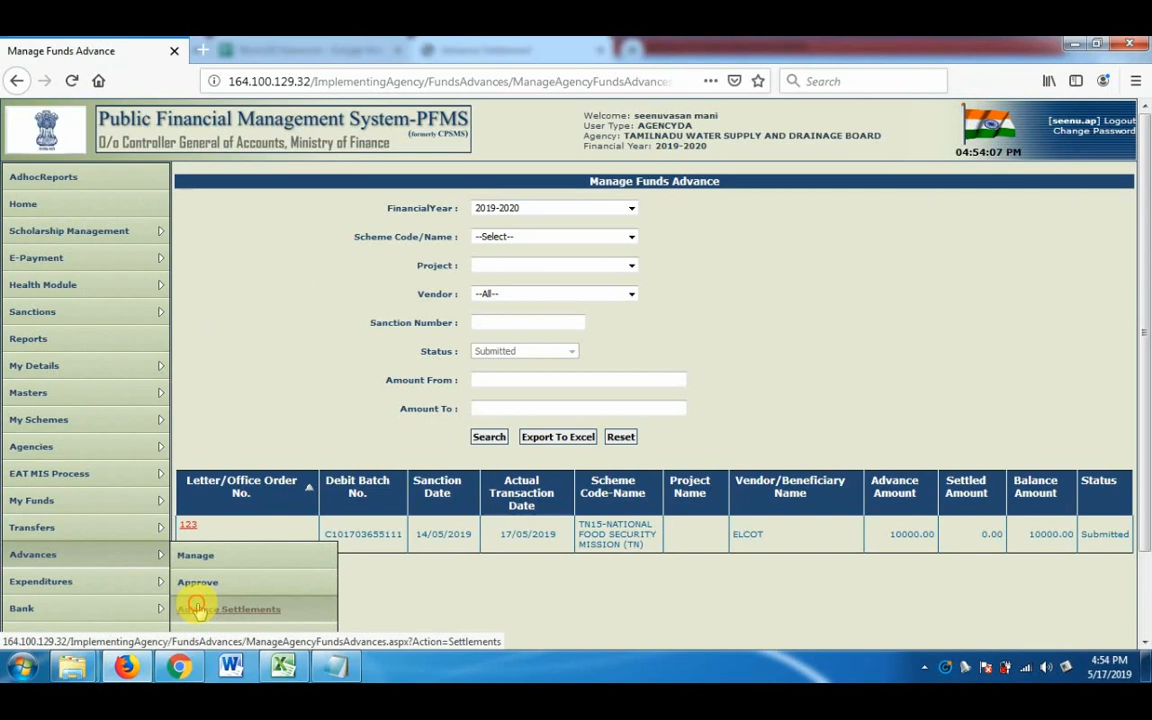 Manage Funds Advance
164.100.129.32/ImplementingAgency/FundsAdvances/ManageAgencyFundsAdvances
Search
Public Financial Management System-PFMS
(formerly CPSMS)
O/o Controller General of Accounts, Ministry of Finance
Welcome: seenuvasan mani
User Type: AGENCYDA
Agency: TAMILNADU WATER SUPPLY AND DRAINAGE BOARD
Financial Year: 2019-2020
[seenu.ap] Logout
Change Password
04:54:07 PM
AdhocReports
Home
Scholarship Management
E-Payment
Health Module
Sanctions
Reports
My Details
Masters
My Schemes
Agencies
EAT MIS Process
My Funds
Transfers
Advances
Expenditures
Bank
Manage
Approve
Advance Settlements
Manage Funds Advance
FinancialYear : 2019-2020
Scheme Code/Name : --Select--
Project :
Vendor : --All--
Sanction Number :
Status : Submitted
Amount From :
Amount To :
Search Export To Excel Reset
Letter/Office Order No. Debit Batch No. Sanction Date Actual Transaction Date Scheme Code-Name Project Name Vendor/Beneficiary Name Advance Amount Settled Amount Balance Amount Status
123 C101703655111 14/05/2019 17/05/2019 TN15-NATIONAL FOOD SECURITY MISSION (TN) ELCOT 10000.00 0.00 10000.00 Submitted
164.100.129.32/ImplementingAgency/FundsAdvances/ManageAgencyFundsAdvances.aspx?Action=Settlements
4:54 PM
5/17/2019